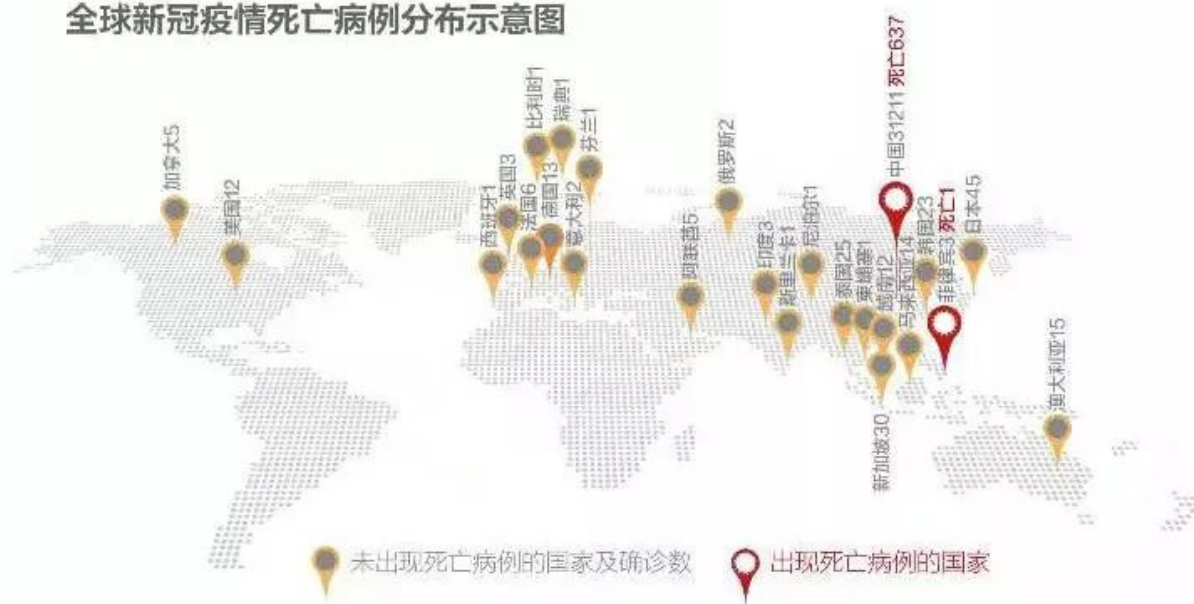 全球新冠疫情死亡病例分布示意图
加拿大5
美国12
西班牙1
英国3
法国6
比利时1
德国13
瑞典1
意大利2
芬兰1
阿联酋5
俄罗斯2
印度3
斯里兰卡1
尼泊尔1
泰国25
柬埔寨1
越南12
新加坡30
中国31211 死亡637
马来西亚14
韩国23
菲律宾3 死亡1
日本45
澳大利亚15
未出现死亡病例的国家及确诊数
出现死亡病例的国家